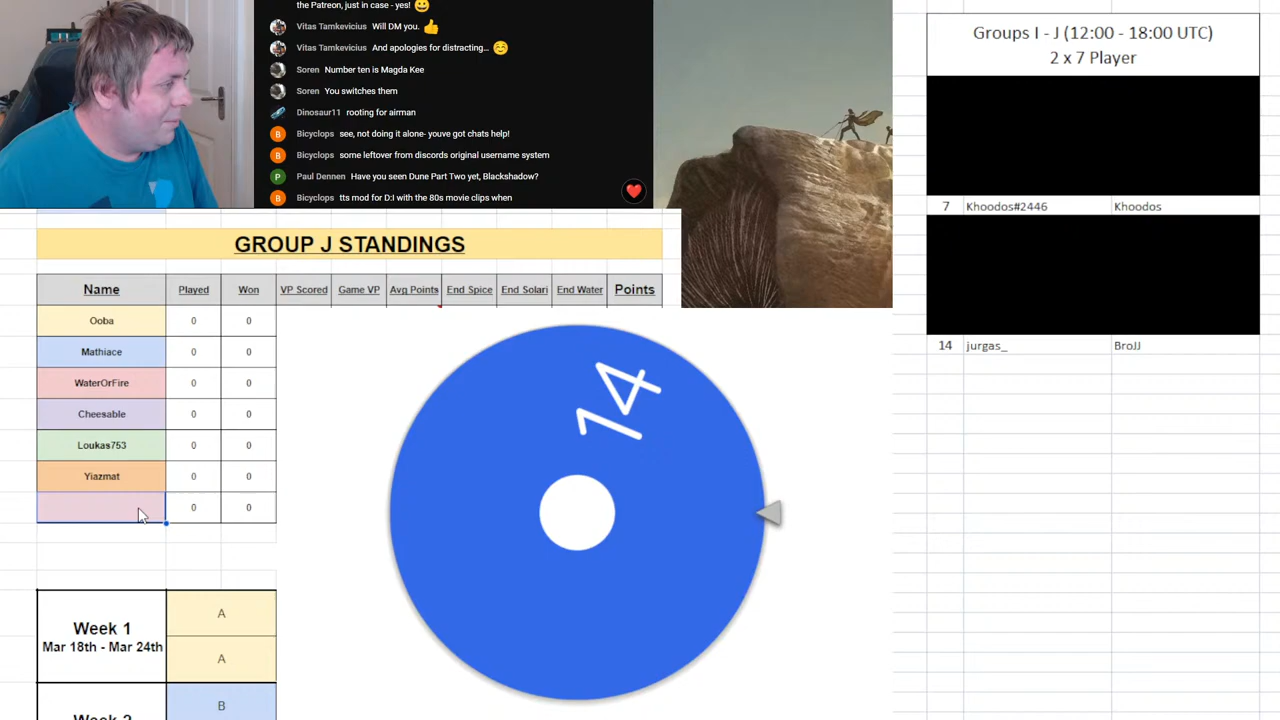 the Patreon, just in case - yes! 😀
Vitas Tamkevicius Will DM you. 👍
Vitas Tamkevicius And apologies for distracting... ☺️
Soren Number ten is Magda Kee
Soren You switches them
Dinosaur11 rooting for airman
B Bicyclops see, not doing it alone- youve got chats help!
B Bicyclops some leftover from discords original username system
P Paul Dennen Have you seen Dune Part Two yet, Blackshadow?
B Bicyclops tts mod for D:I with the 80s movie clips when
Groups I - J (12:00 - 18:00 UTC)
2 x 7 Player
7 Khoodos#2446 Khoodos
14 jurgas_ BroJJ
GROUP J STANDINGS
Name Played Won VP Scored Game VP Avg Points End Spice End Solari End Water Points
Ooba 0 0
Mathiace 0 0
WaterOrFire 0 0
Cheesable 0 0
Loukas753 0 0
Yiazmat 0 0
0 0
14
Week 1
Mar 18th - Mar 24th
A
A
B
Week 2